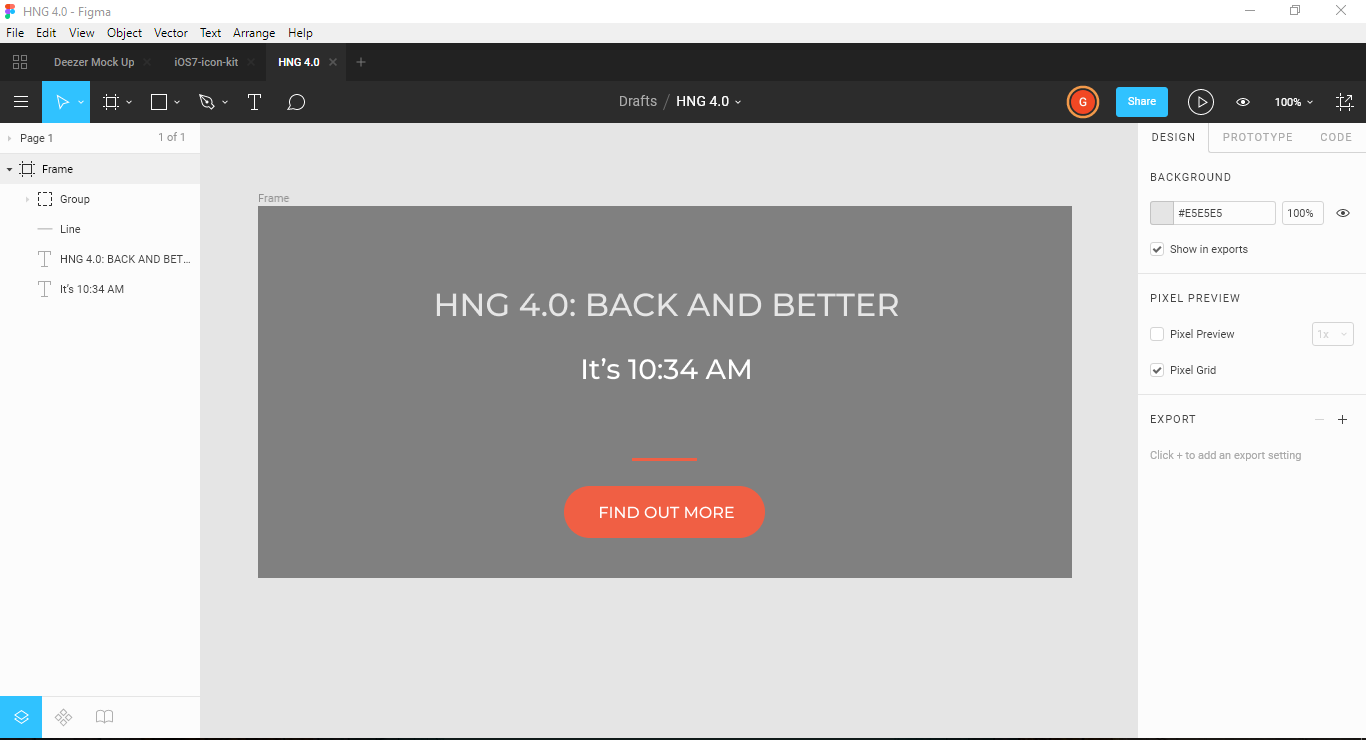 HNG 4.0 - Figma
File Edit View Object Vector Text Arrange Help
Deezer Mock Up iOS7-icon-kit HNG 4.0
Drafts / HNG 4.0
G
Share
100%
Page 1
1 of 1
Frame
Group
Line
HNG 4.0: BACK AND BET...
It's 10:34 AM
Frame
HNG 4.0: BACK AND BETTER
It’s 10:34 AM
FIND OUT MORE
DESIGN PROTOTYPE CODE
BACKGROUND
#E5E5E5 100%
Show in exports
PIXEL PREVIEW
Pixel Preview 1x
Pixel Grid
EXPORT
Click + to add an export setting